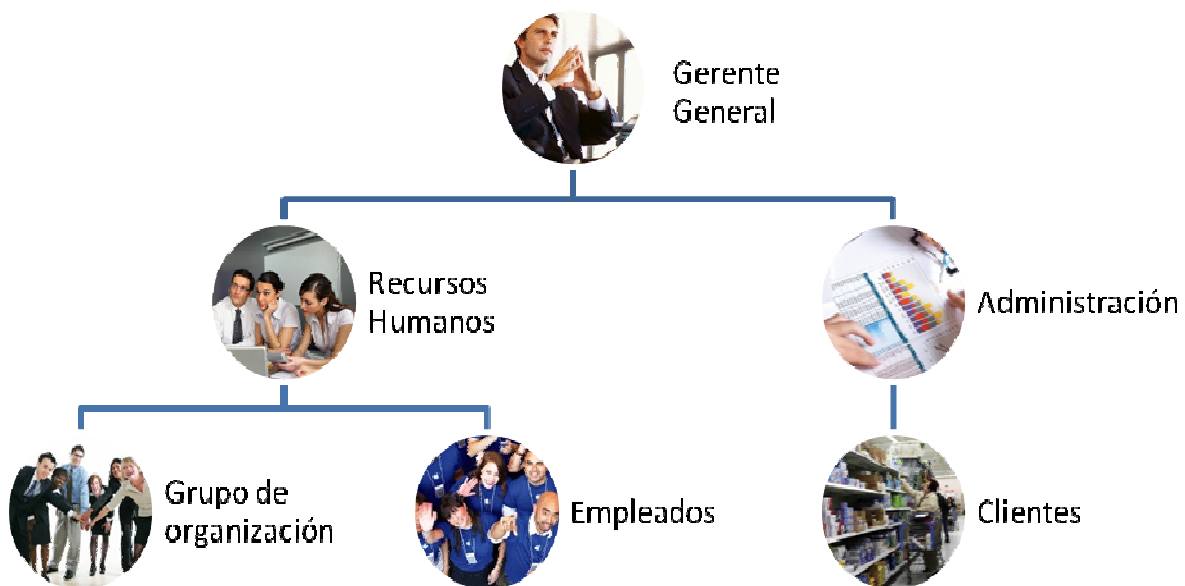 Gerente
General
Recursos
Humanos
Administración
Grupo de
organización
Empleados
Clientes